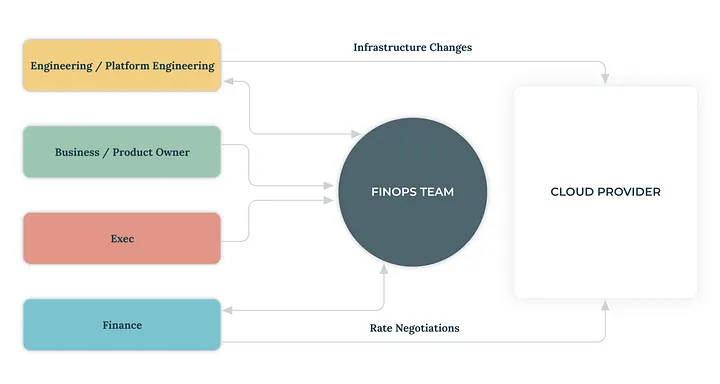 Infrastructure Changes
Engineering / Platform Engineering
Business / Product Owner
FINOPS TEAM
CLOUD PROVIDER
Exec
Finance
Rate Negotiations